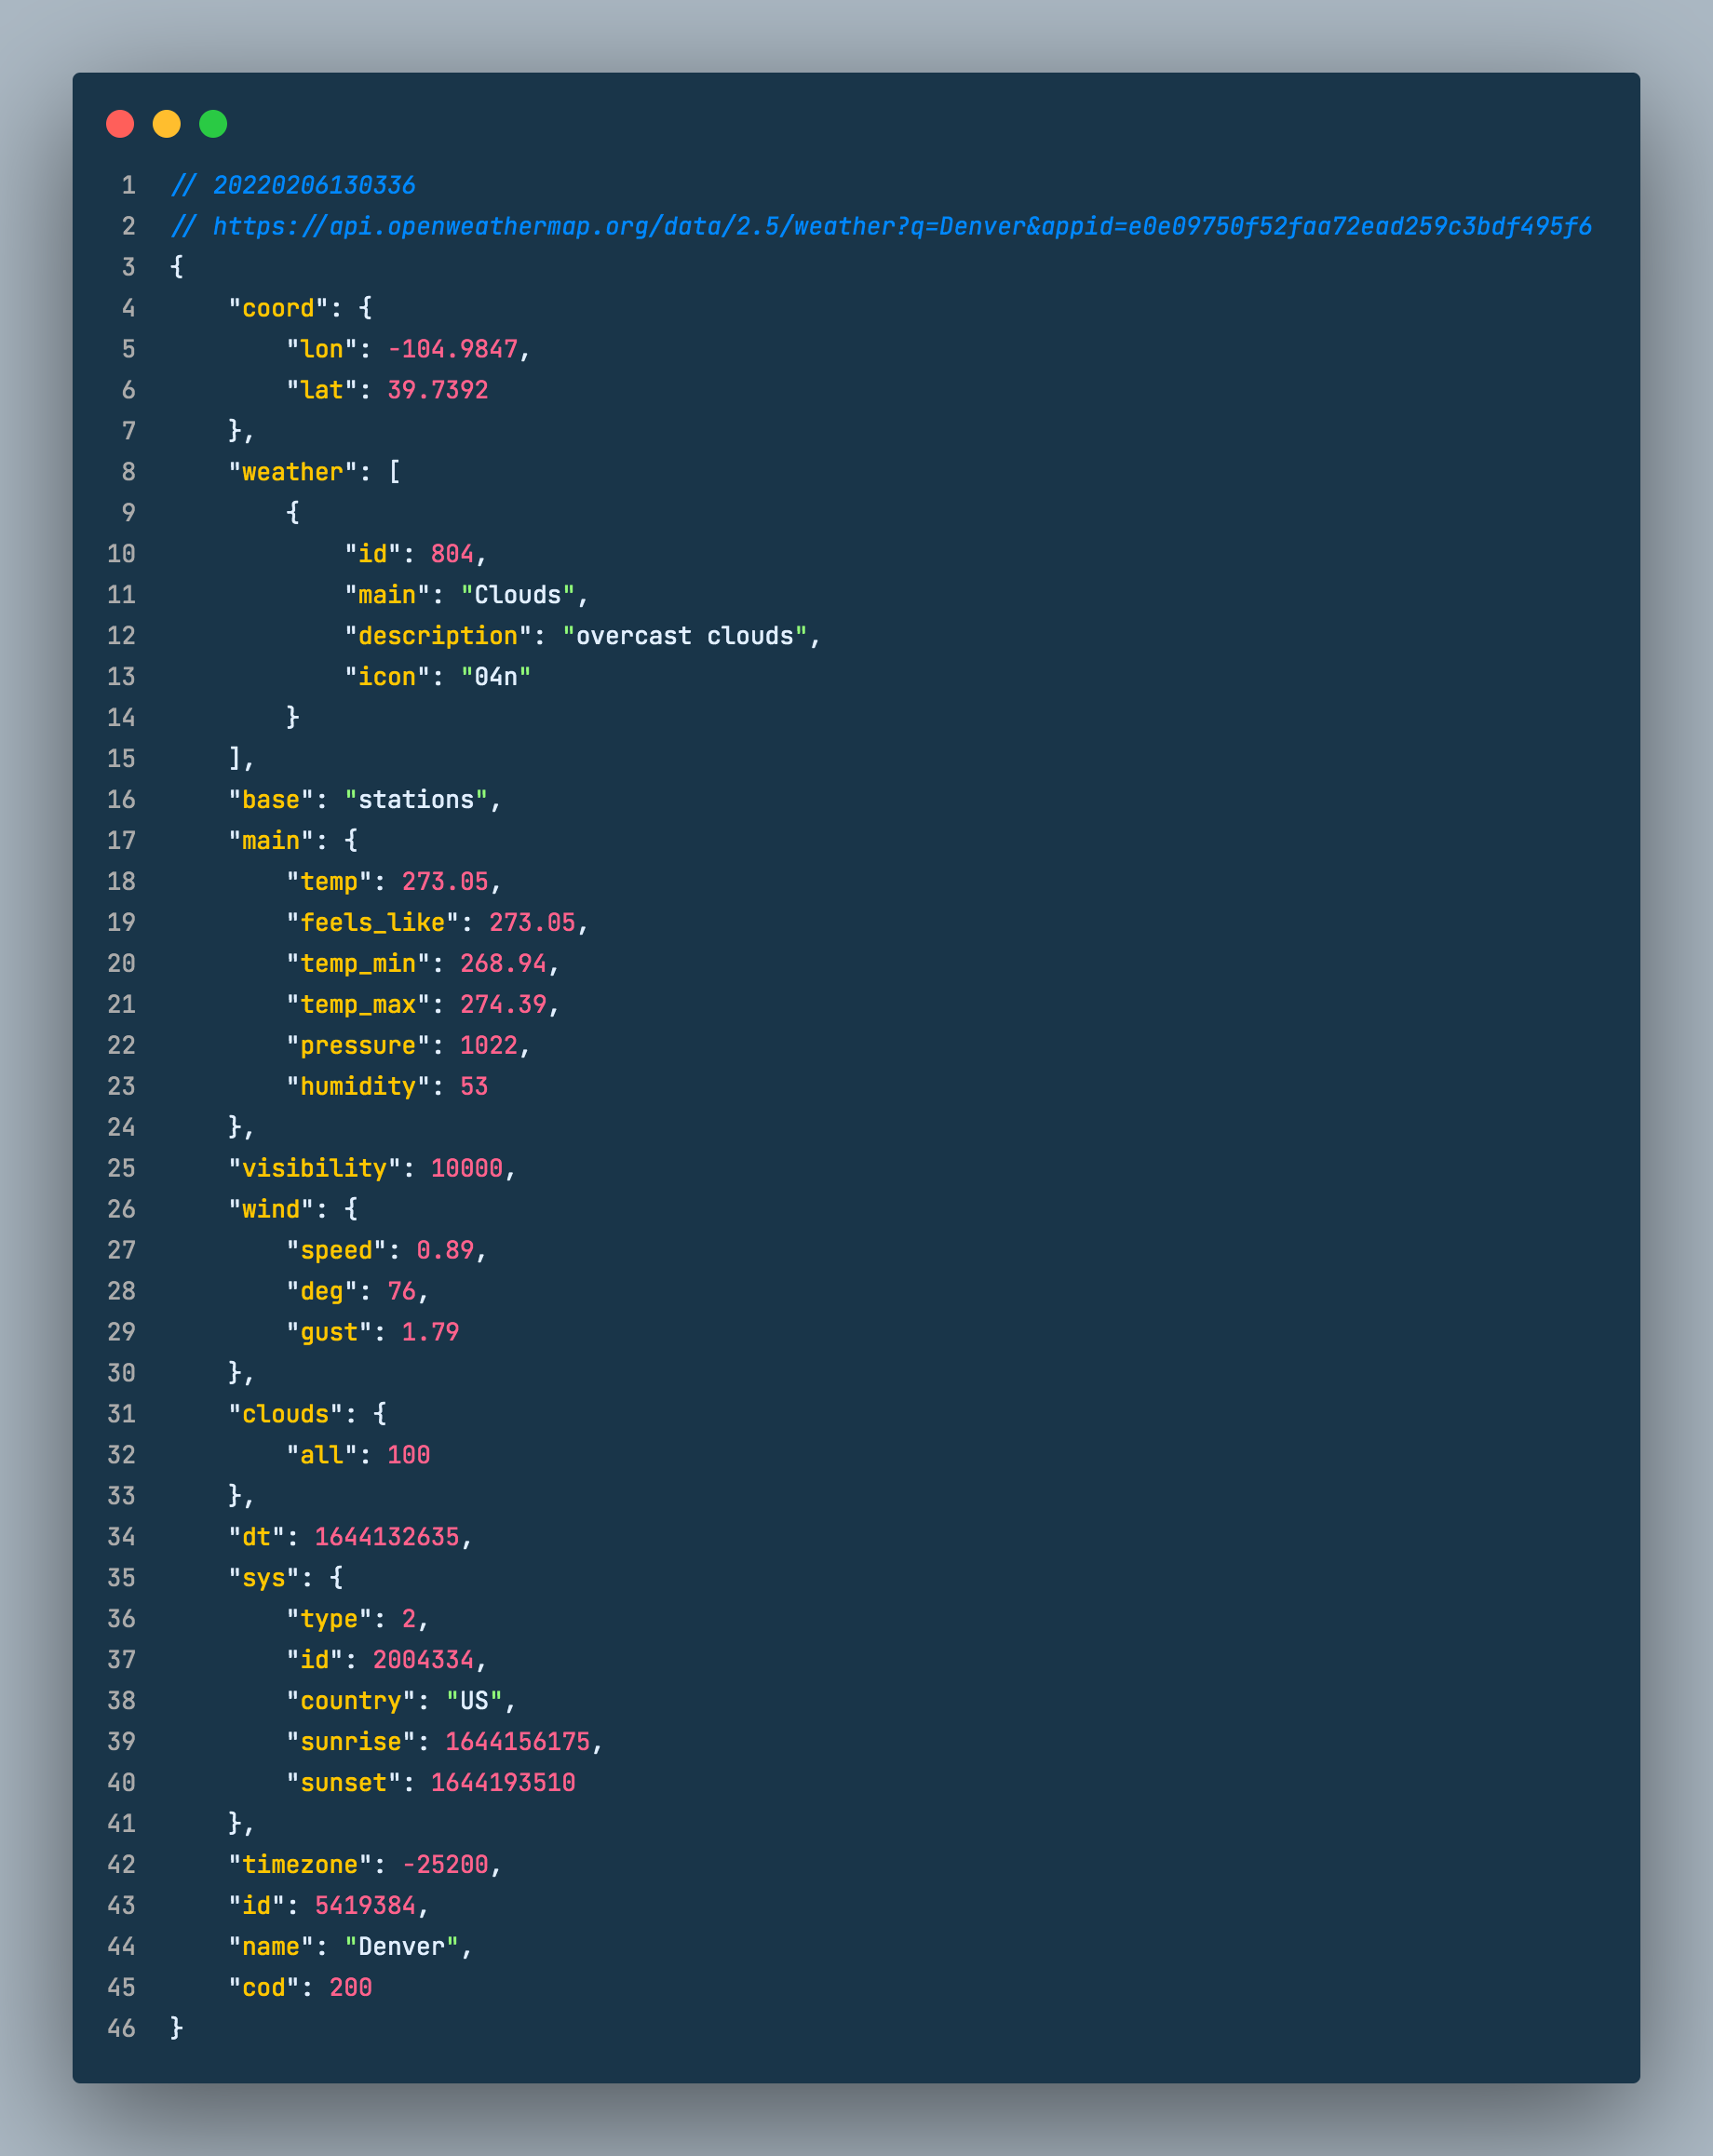 1 // 20220206130336
2 // https://api.openweathermap.org/data/2.5/weather?q=Denver&appid=e0e09750f52faa72ead259c3bdf495f6
3 {
4     "coord": {
5         "lon": -104.9847,
6         "lat": 39.7392
7     },
8     "weather": [
9         {
10             "id": 804,
11             "main": "Clouds",
12             "description": "overcast clouds",
13             "icon": "04n"
14         }
15     ],
16     "base": "stations",
17     "main": {
18         "temp": 273.05,
19         "feels_like": 273.05,
20         "temp_min": 268.94,
21         "temp_max": 274.39,
22         "pressure": 1022,
23         "humidity": 53
24     },
25     "visibility": 10000,
26     "wind": {
27         "speed": 0.89,
28         "deg": 76,
29         "gust": 1.79
30     },
31     "clouds": {
32         "all": 100
33     },
34     "dt": 1644132635,
35     "sys": {
36         "type": 2,
37         "id": 2004334,
38         "country": "US",
39         "sunrise": 1644156175,
40         "sunset": 1644193510
41     },
42     "timezone": -25200,
43     "id": 5419384,
44     "name": "Denver",
45     "cod": 200
46 }